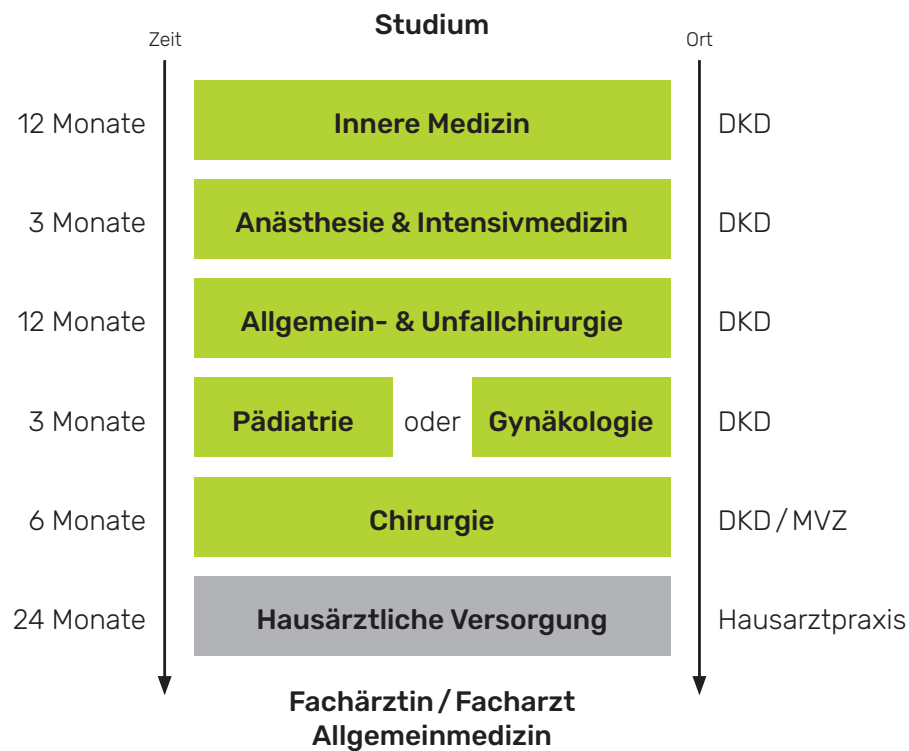 Studium
Zeit
Ort
12 Monate Innere Medizin DKD
3 Monate Anästhesie & Intensivmedizin DKD
12 Monate Allgemein- & Unfallchirurgie DKD
3 Monate Pädiatrie oder Gynäkologie DKD
6 Monate Chirurgie DKD / MVZ
24 Monate Hausärztliche Versorgung Hausarztpraxis
Fachärztin / Facharzt
Allgemeinmedizin